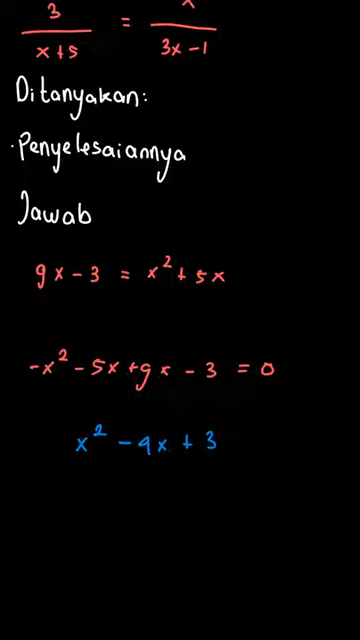 3/(x+5) = x/(3x-1)
Ditanyakan:
·Penyelesaiannya
Jawab
9x - 3 = x² + 5x
-x² - 5x + 9x - 3 = 0
x² - 4x + 3